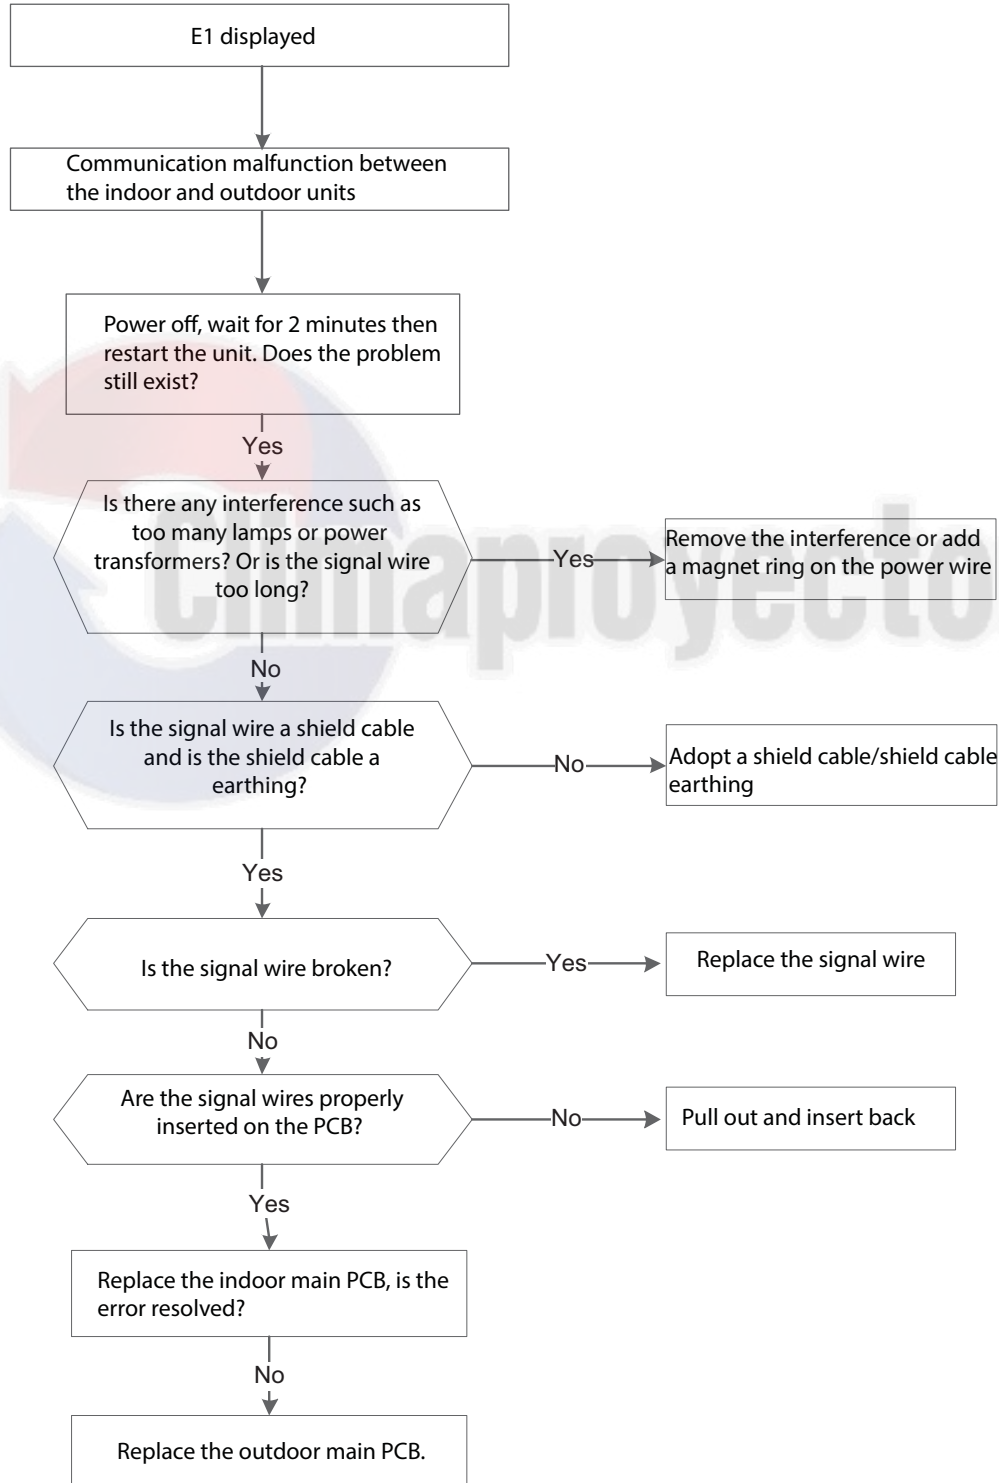 E1 displayed
Communication malfunction between
the indoor and outdoor units
Power off, wait for 2 minutes then
restart the unit. Does the problem
still exist?
Yes
Is there any interference such as
too many lamps or power
transformers? Or is the signal wire
too long?
Yes
Remove the interference or add
a magnet ring on the power wire
Climaproyecto
No
Is the signal wire a shield cable
and is the shield cable a
earthing?
No
Adopt a shield cable/shield cable
earthing
Yes
Is the signal wire broken?
Yes
Replace the signal wire
No
Are the signal wires properly
inserted on the PCB?
No
Pull out and insert back
Yes
Replace the indoor main PCB, is the
error resolved?
No
Replace the outdoor main PCB.